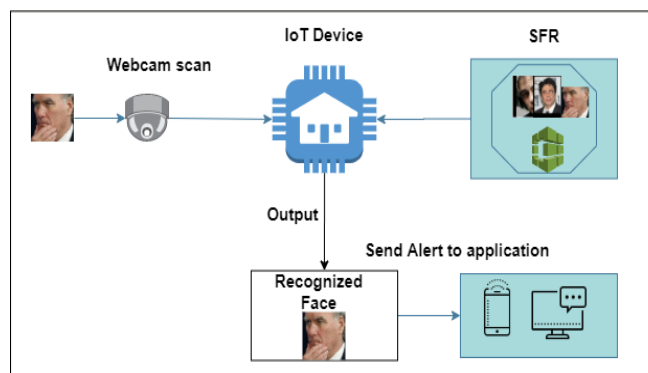 IoT Device
SFR
Webcam scan
Output
Send Alert to application
Recognized
Face